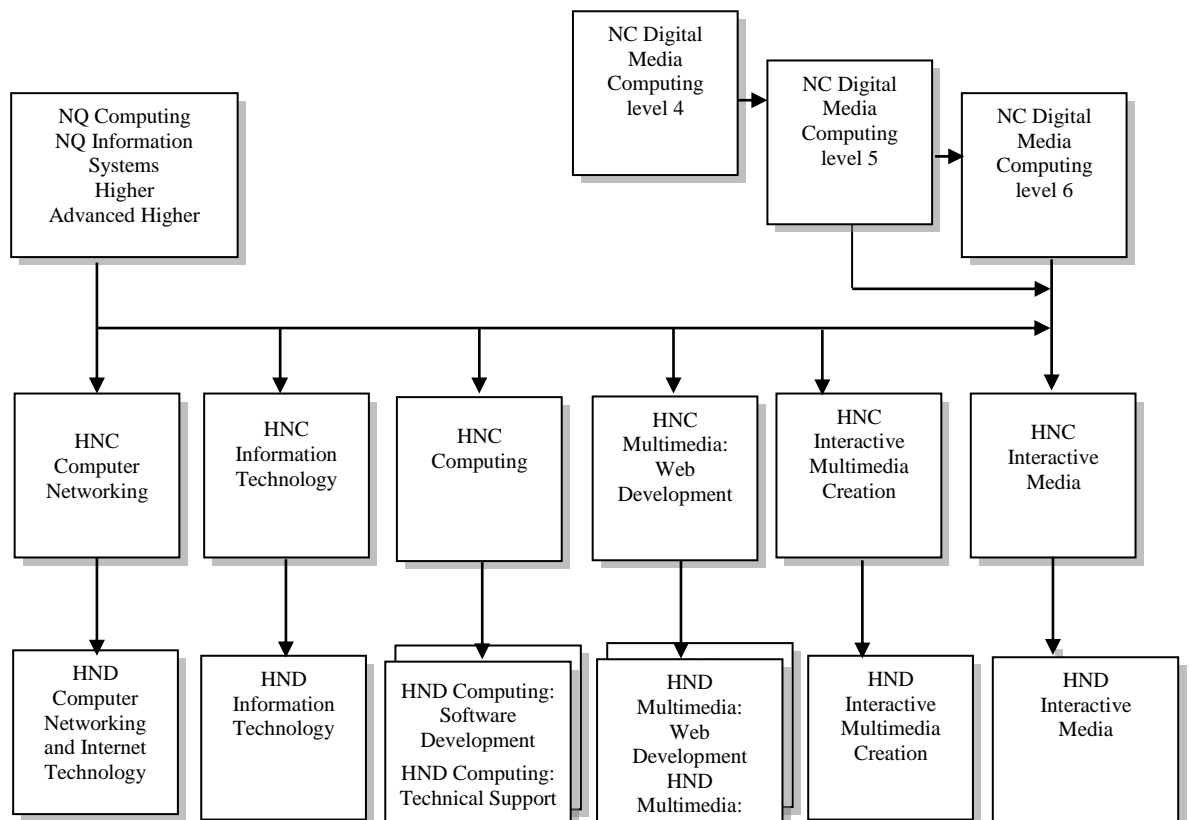 NC Digital
Media
Computing
level 4
NC Digital
Media
Computing
level 5
NC Digital
Media
Computing
level 6
NQ Computing
NQ Information
Systems
Higher
Advanced Higher
HNC
Computer
Networking
HNC
Information
Technology
HNC
Computing
HNC
Multimedia:
Web
Development
HNC
Interactive
Multimedia
Creation
HNC
Interactive
Media
HND
Computer
Networking
and Internet
Technology
HND
Information
Technology
HND Computing:
Software
Development
HND Computing:
Technical Support
HND
Multimedia:
Web
Development
HND
Multimedia:
HND
Interactive
Multimedia
Creation
HND
Interactive
Media